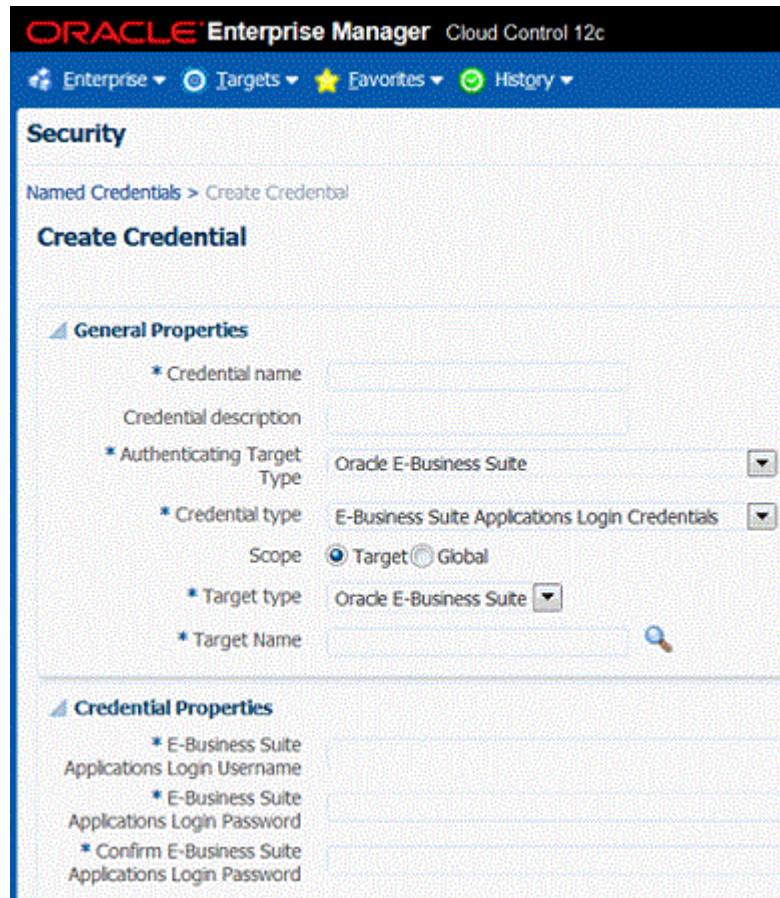 ORACLE Enterprise Manager Cloud Control 12c
Enterprise Targets Favorites History
Security
Named Credentials > Create Credential
Create Credential
General Properties
* Credential name
Credential description
* Authenticating Target
Type
Oracle E-Business Suite
* Credential type
E-Business Suite Applications Login Credentials
Scope Target Global
* Target type Oracle E-Business Suite
* Target Name
Credential Properties
* E-Business Suite
Applications Login Username
* E-Business Suite
Applications Login Password
* Confirm E-Business Suite
Applications Login Password